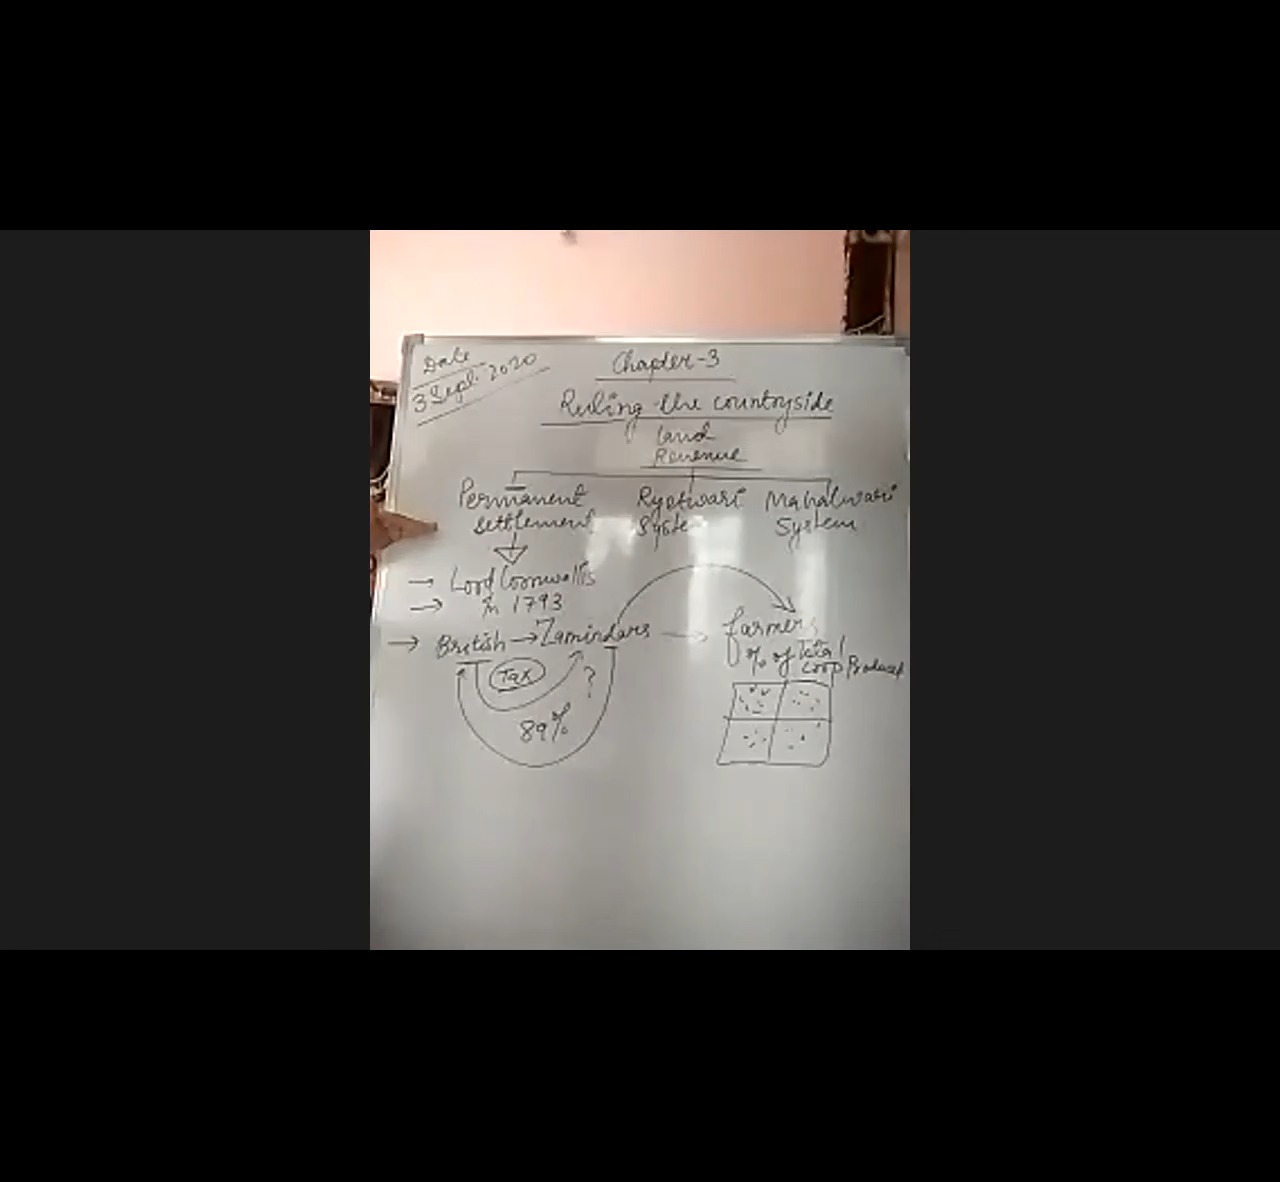 Date
3 Sept. 2020
Chapter-3
Ruling the countryside
Land
Revenue
Permanent
settlement
Ryotwari
System
Mahalwari
System
→ Lord Cornwallis
→ In 1793
→ British → Zamindars → farmers
% of Total
Crop Produced
Tax
?
89%